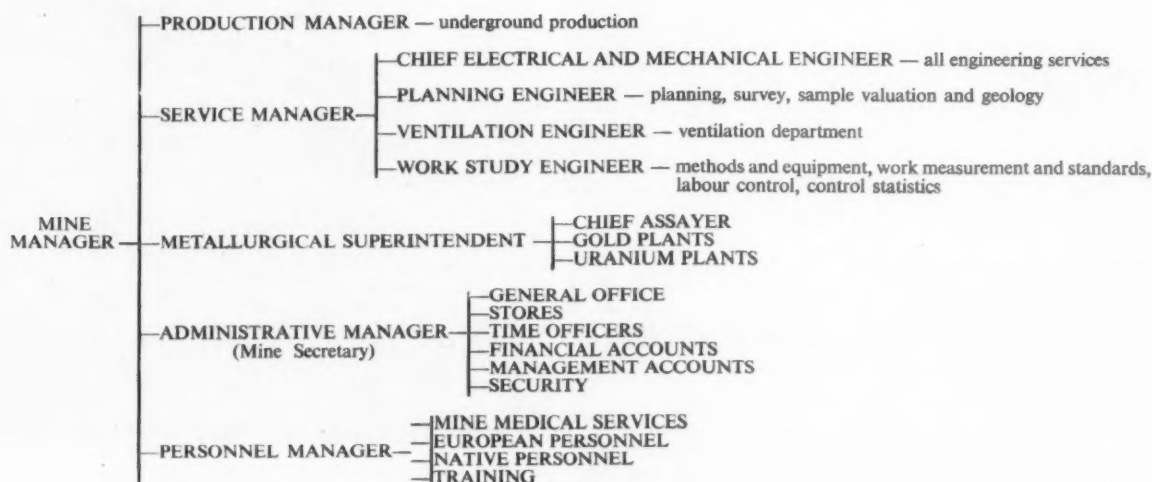 PRODUCTION MANAGER — underground production
CHIEF ELECTRICAL AND MECHANICAL ENGINEER — all engineering services
PLANNING ENGINEER — planning, survey, sample valuation and geology
SERVICE MANAGER
VENTILATION ENGINEER — ventilation department
WORK STUDY ENGINEER — methods and equipment, work measurement and standards,
labour control, control statistics
MINE
MANAGER
METALLURGICAL SUPERINTENDENT
CHIEF ASSAYER
GOLD PLANTS
URANIUM PLANTS
ADMINISTRATIVE MANAGER
(Mine Secretary)
GENERAL OFFICE
STORES
TIME OFFICERS
FINANCIAL ACCOUNTS
MANAGEMENT ACCOUNTS
SECURITY
PERSONNEL MANAGER
MINE MEDICAL SERVICES
EUROPEAN PERSONNEL
NATIVE PERSONNEL
TRAINING